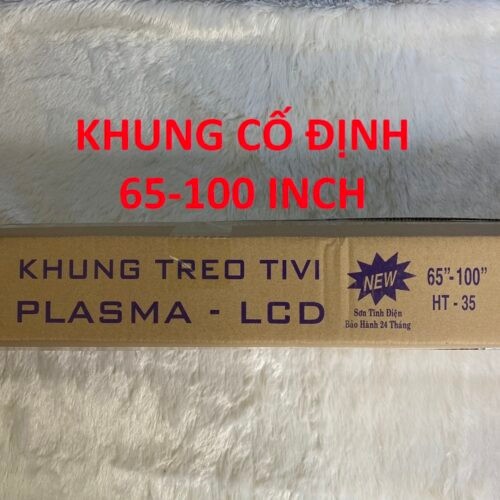 KHUNG CỐ ĐỊNH
65-100 INCH
KHUNG TREO TIVI
PLASMA - LCD
NEW
Sơn Tĩnh Điện
Bảo Hành 24 Tháng
65"-100"
HT - 35